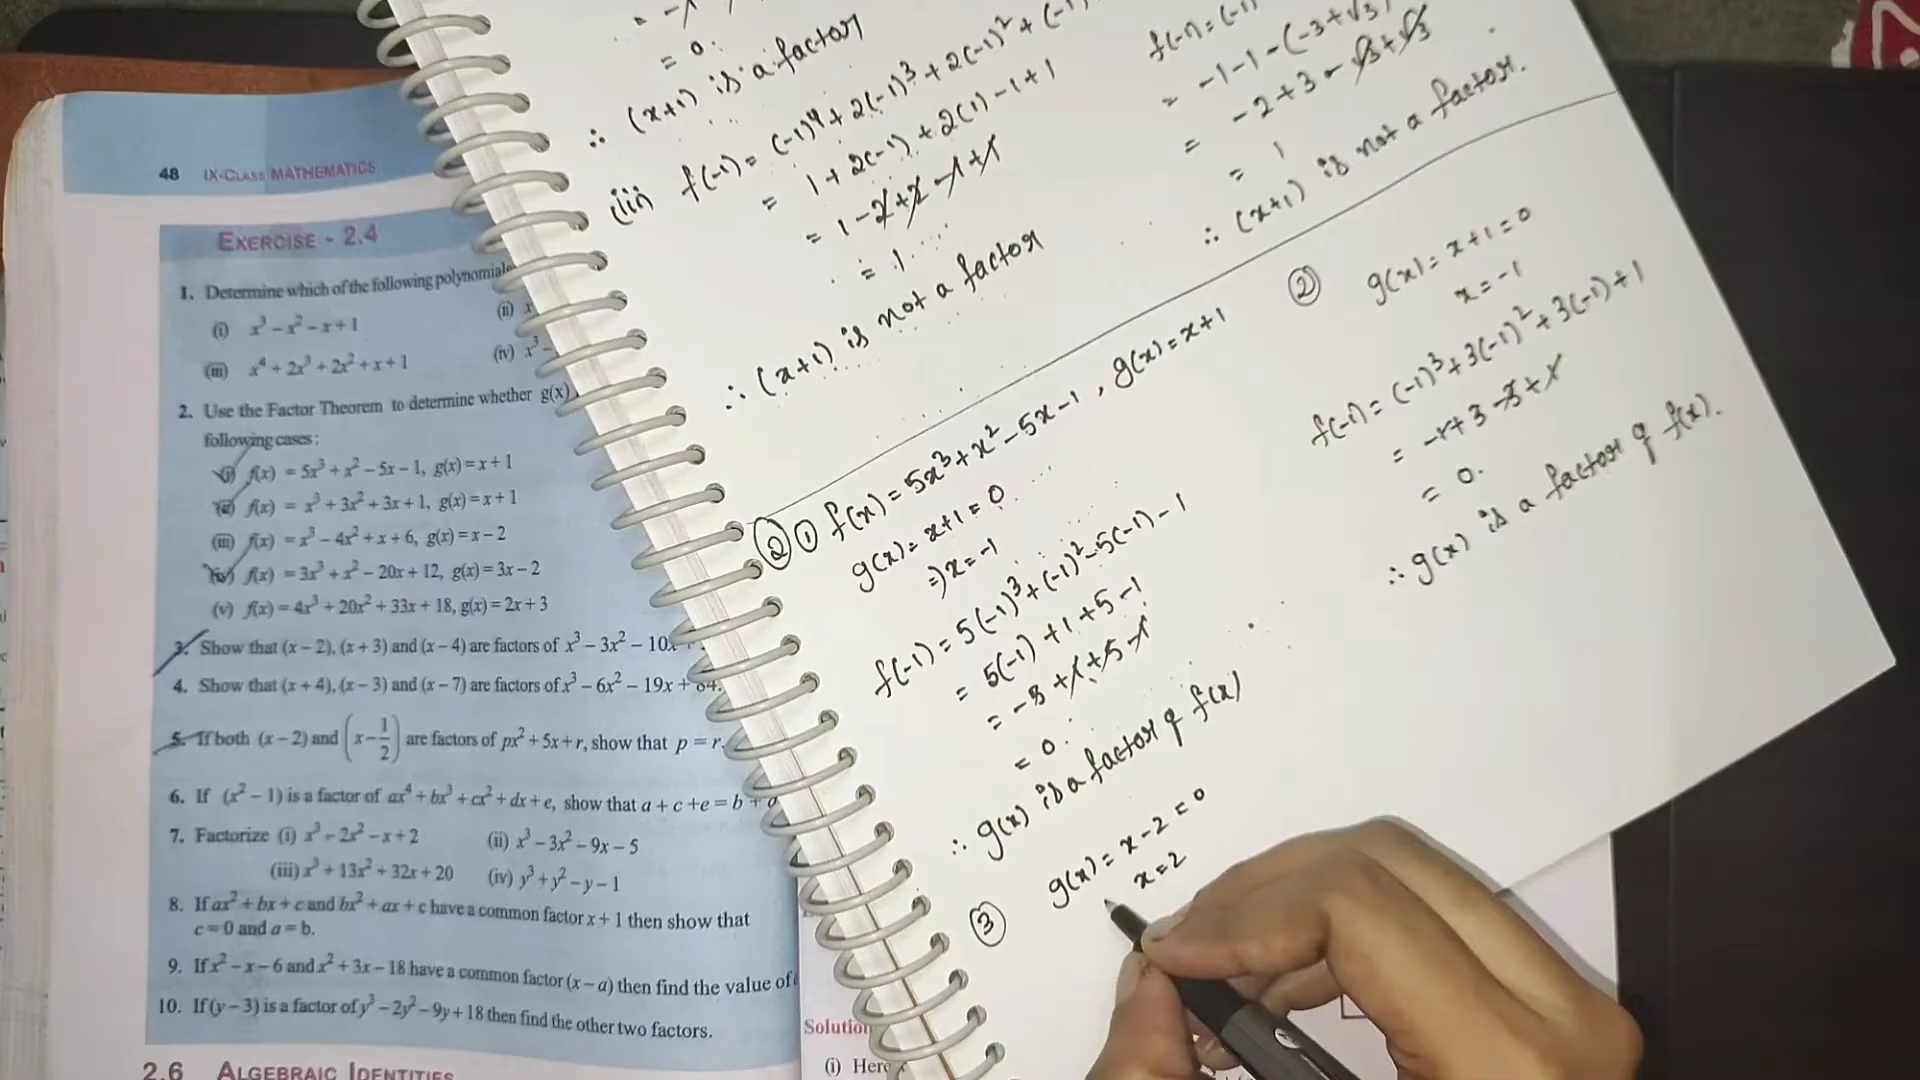 48 IX-CLASS MATHEMATICS
EXERCISE - 2.4
1. Determine which of the following polynomials
(i) x³ – x² – x + 1
(ii) x
(iii) x⁴ + 2x³ + 2x² + x + 1
(iv) x³ –
2. Use the Factor Theorem to determine whether g(x)
following cases :
(i) f(x) = 5x³ + x² – 5x – 1, g(x) = x + 1
(ii) f(x) = x³ + 3x² + 3x + 1, g(x) = x + 1
(iii) f(x) = x³ – 4x² + x + 6, g(x) = x – 2
(iv) f(x) = 3x³ + x² – 20x + 12, g(x) = 3x – 2
(v) f(x) = 4x³ + 20x² + 33x + 18, g(x) = 2x + 3
3. Show that (x – 2), (x + 3) and (x – 4) are factors of x³ – 3x² – 10x
4. Show that (x + 4), (x – 3) and (x – 7) are factors of x³ – 6x² – 19x + 84.
5. If both (x – 2) and (x – 1/2) are factors of px² + 5x + r, show that p = r.
6. If (x² – 1) is a factor of ax⁴ + bx³ + cx² + dx + e, show that a + c + e = b + d
7. Factorize (i) x³ – 2x² – x + 2 (ii) x³ – 3x² – 9x – 5
(iii) x³ + 13x² + 32x + 20 (iv) y³ + y² – y – 1
8. If ax² + bx + c and bx² + ax + c have a common factor x + 1 then show that
c = 0 and a = b.
9. If x² – x – 6 and x² + 3x – 18 have a common factor (x – a) then find the value of
10. If (y – 3) is a factor of y³ – 2y² – 9y + 18 then find the other two factors.
2.6 ALGEBRAIC IDENTITIES
Solution
(i) Here
= 0.
∴ (x+1) is a factor
(iii) f(-1) = (-1)⁴ + 2(-1)³ + 2(-1)² + (-1)
= 1 + 2(-1) + 2(1) - 1 + 1
= 1 - 2 + 2 - 1 + 1
= 1.
∴ (x+1) is not a factor
f(-1) = (-1)
= -1 - 1 - (-3 + √3)
= -2 + 3 - √3 + √3
= 1
∴ (x+1) is not a factor.
② ① f(x) = 5x³ + x² - 5x - 1, g(x) = x+1
g(x) = x+1 = 0
=) x = -1
f(-1) = 5(-1)³ + (-1)² - 5(-1) - 1
= 5(-1) + 1 + 5 - 1
= -5 + 1 + 5 - 1
= 0.
∴ g(x) is a factor of f(x)
② g(x) = x+1 = 0
x = -1
f(-1) = (-1)³ + 3(-1)² + 3(-1) + 1
= -1 + 3 - 3 + 1
= 0.
∴ g(x) is a factor of f(x).
③ g(x) = x - 2 = 0
x = 2